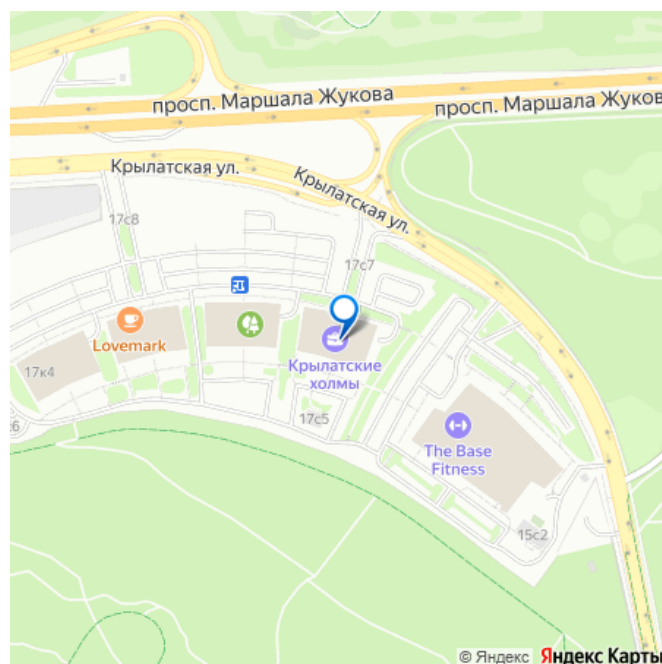 просп. Маршала Жукова
просп. Маршала Жуков
Крылатская ул.
Крылатская ул.
17с8
17с7
Lovemark
17к4
Крылатские
холмы
с6
17с5
The Base
Fitness
15с2
© Яндекс Яндекс Карты